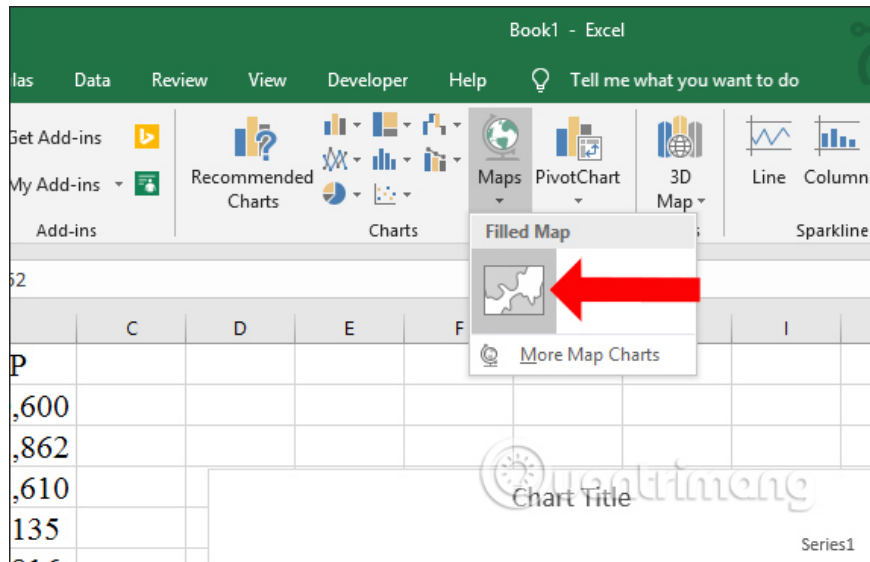 Book1 - Excel
las Data Review View Developer Help Tell me what you want to do
Get Add-ins
My Add-ins
Recommended Charts
Maps
PivotChart
3D Map
Line
Column
Add-ins
Charts
Sparkline
Filled Map
More Map Charts
52
C D E F I
P
,600
,862
,610
135
Chart Title
Quantrimang
Series1